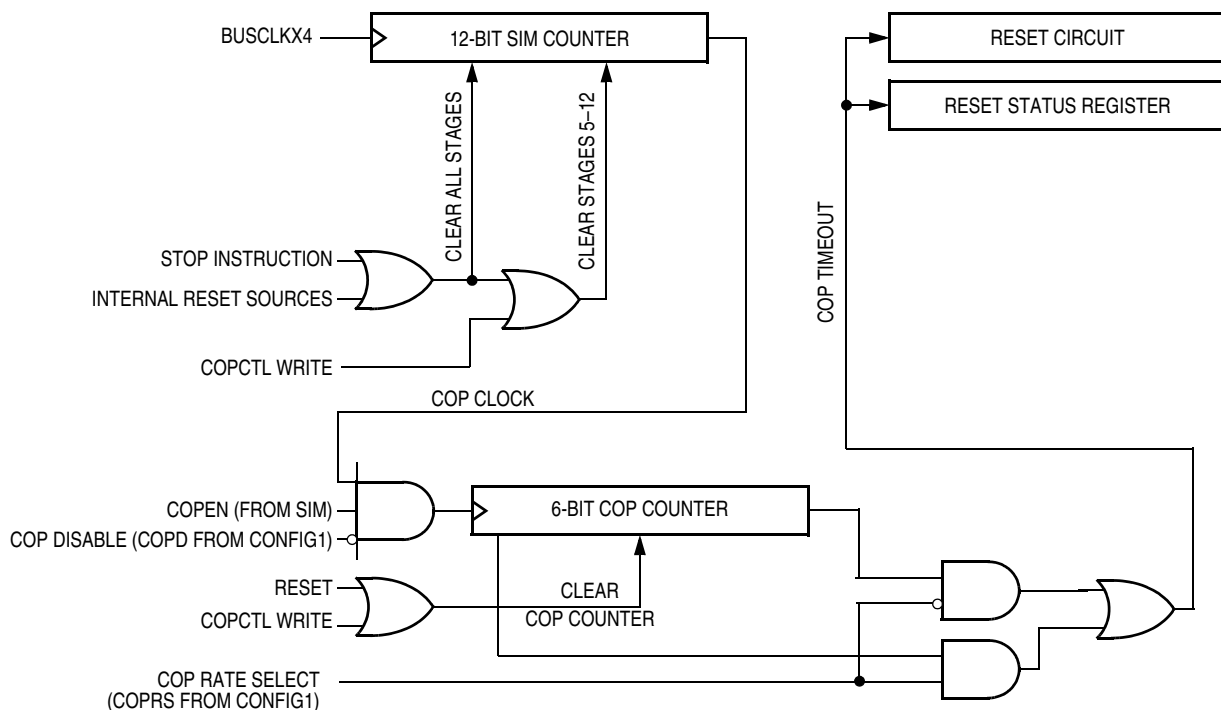 BUSCLKX4
12-BIT SIM COUNTER
RESET CIRCUIT
RESET STATUS REGISTER
CLEAR ALL STAGES
CLEAR STAGES 5–12
COP TIMEOUT
STOP INSTRUCTION
INTERNAL RESET SOURCES
COPCTL WRITE
COP CLOCK
COPEN (FROM SIM)
COP DISABLE (COPD FROM CONFIG1)
6-BIT COP COUNTER
RESET
COPCTL WRITE
CLEAR
COP COUNTER
COP RATE SELECT
(COPRS FROM CONFIG1)